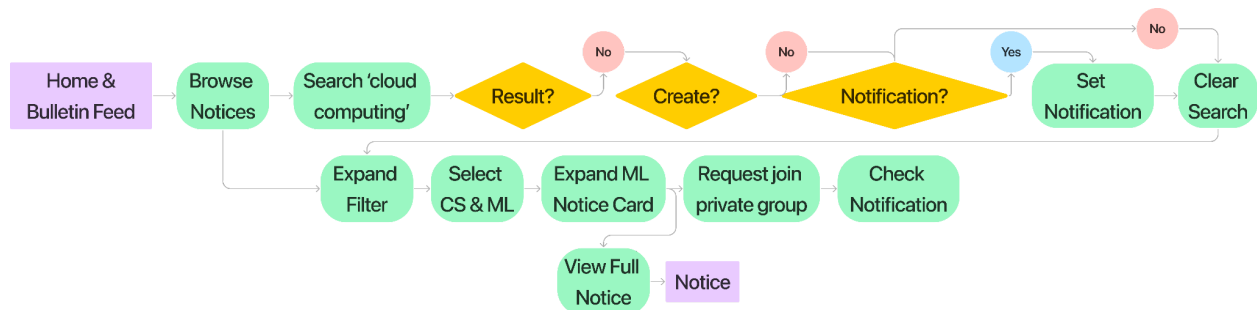 No
No
Yes
No
Home &
Bulletin Feed
Browse
Notices
Search ‘cloud
computing’
Result?
Create?
Notification?
Set
Notification
Clear
Search
Expand
Filter
Select
CS & ML
Expand ML
Notice Card
Request join
private group
Check
Notification
View Full
Notice
Notice